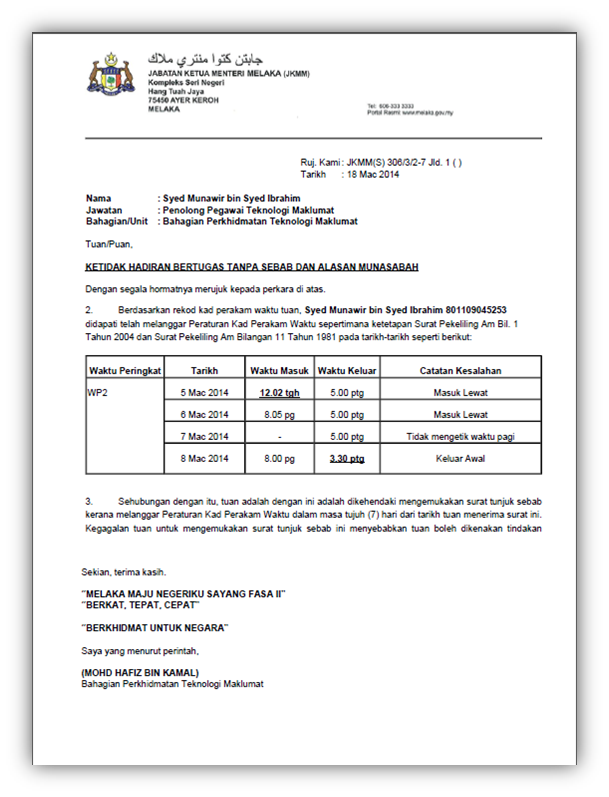 جابتن كتوا منتري ملاك
JABATAN KETUA MENTERI MELAKA (JKMM)
Kompleks Seri Negeri
Hang Tuah Jaya
75450 AYER KEROH
MELAKA
Tel: 606-333 3333
Portal Rasmi: www.melaka.gov.my
Ruj. Kami : JKMM(S) 306/3/2-7 Jld. 1 ( )
Tarikh : 18 Mac 2014
Nama : Syed Munawir bin Syed Ibrahim
Jawatan : Penolong Pegawai Teknologi Maklumat
Bahagian/Unit : Bahagian Perkhidmatan Teknologi Maklumat
Tuan/Puan,
KETIDAK HADIRAN BERTUGAS TANPA SEBAB DAN ALASAN MUNASABAH
Dengan segala hormatnya merujuk kepada perkara di atas.
2. Berdasarkan rekod kad perakam waktu tuan, Syed Munawir bin Syed Ibrahim 801109045253
didapati telah melanggar Peraturan Kad Perakam Waktu sepertimana ketetapan Surat Pekeliling Am Bil. 1
Tahun 2004 dan Surat Pekeliling Am Bilangan 11 Tahun 1981 pada tarikh-tarikh seperti berikut:
Waktu Peringkat Tarikh Waktu Masuk Waktu Keluar Catatan Kesalahan
WP2 5 Mac 2014 12.02 tgh 5.00 ptg Masuk Lewat
6 Mac 2014 8.05 pg 5.00 ptg Masuk Lewat
7 Mac 2014 - 5.00 ptg Tidak mengetik waktu pagi
8 Mac 2014 8.00 pg 3.30 ptg Keluar Awal
3. Sehubungan dengan itu, tuan adalah dengan ini adalah dikehendaki mengemukakan surat tunjuk sebab
kerana melanggar Peraturan Kad Perakam Waktu dalam masa tujuh (7) hari dari tarikh tuan menerima surat ini.
Kegagalan tuan untuk mengemukakan surat tunjuk sebab ini menyebabkan tuan boleh dikenakan tindakan
Sekian, terima kasih.
"MELAKA MAJU NEGERIKU SAYANG FASA II"
"BERKAT, TEPAT, CEPAT"
"BERKHIDMAT UNTUK NEGARA"
Saya yang menurut perintah,
(MOHD HAFIZ BIN KAMAL)
Bahagian Perkhidmatan Teknologi Maklumat